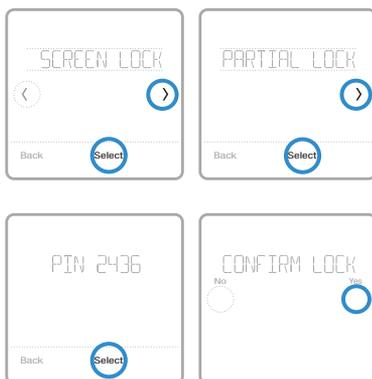 SCREEN LOCK
Back Select
PARTIAL LOCK
Back Select
PIN 2436
Back Select
CONFIRM LOCK
No Yes